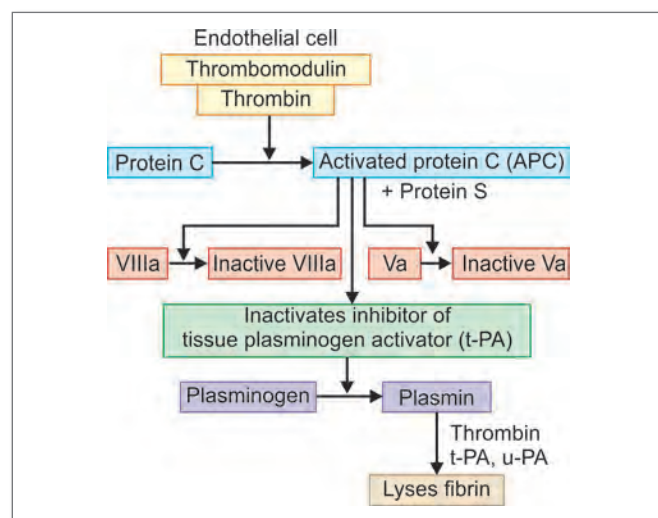 Endothelial cell
Thrombomodulin
Thrombin
Protein C
Activated protein C (APC)
+ Protein S
VIIIa
Inactive VIIIa
Va
Inactive Va
Inactivates inhibitor of
tissue plasminogen activator (t-PA)
Plasminogen
Plasmin
Thrombin
t-PA, u-PA
Lyses fibrin